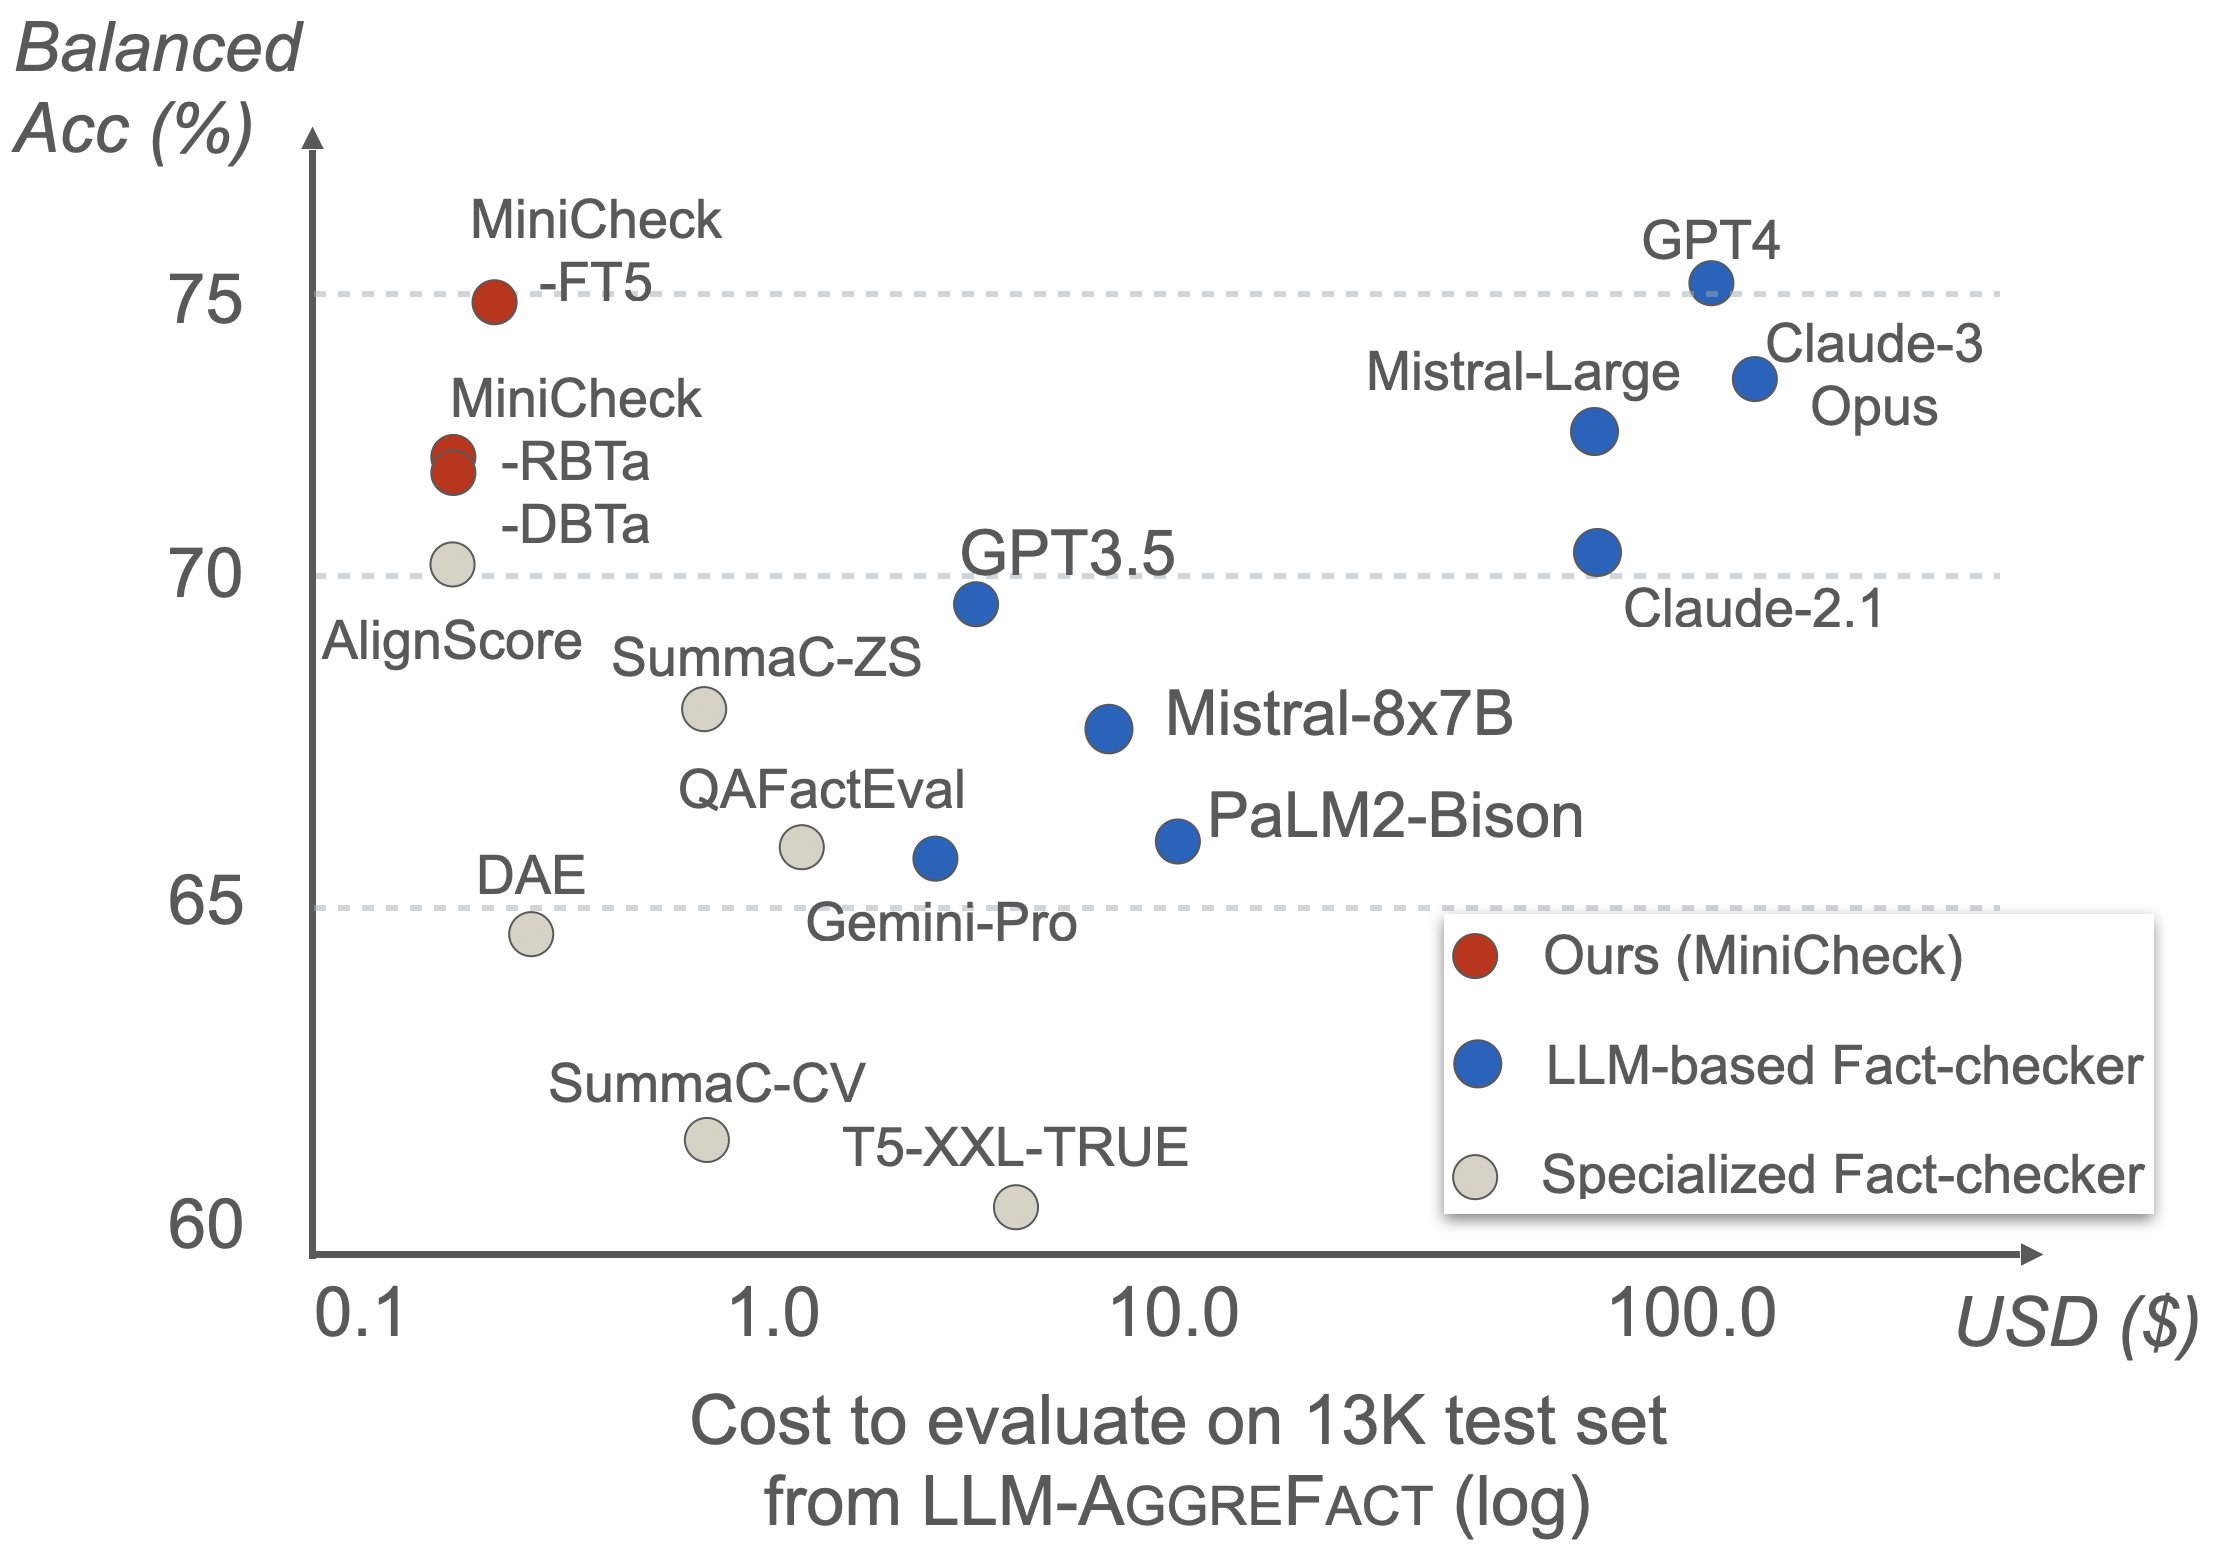 Balanced
Acc (%)
MiniCheck
-FT5
GPT4
75
Claude-3
Opus
Mistral-Large
MiniCheck
-RBTa
-DBTa
GPT3.5
70
Claude-2.1
AlignScore
SummaC-ZS
Mistral-8x7B
QAFactEval
PaLM2-Bison
DAE
65
Gemini-Pro
Ours (MiniCheck)
LLM-based Fact-checker
Specialized Fact-checker
SummaC-CV
T5-XXL-TRUE
60
0.1 1.0 10.0 100.0 USD ($)
Cost to evaluate on 13K test set
from LLM-AGGREFACT (log)